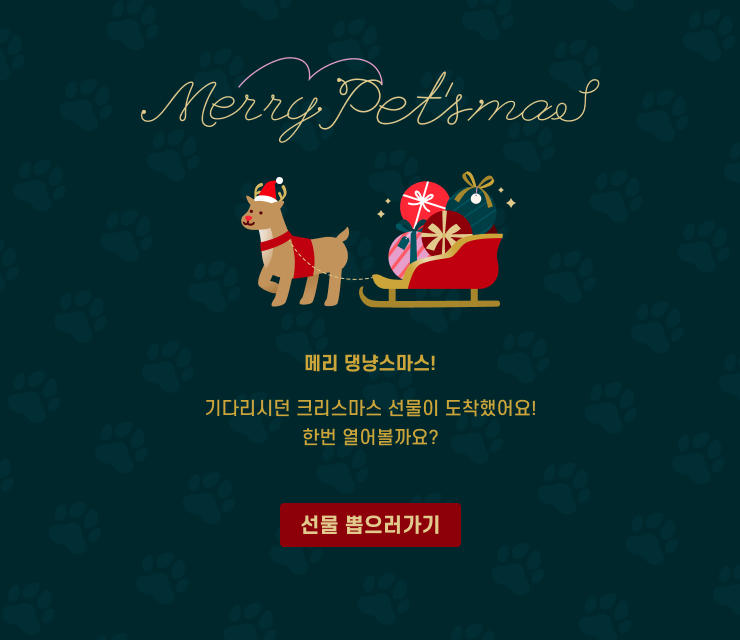 Merry Pet'smas
메리 댕냥스마스!
기다리시던 크리스마스 선물이 도착했어요!
한번 열어볼까요?
선물 뽑으러가기